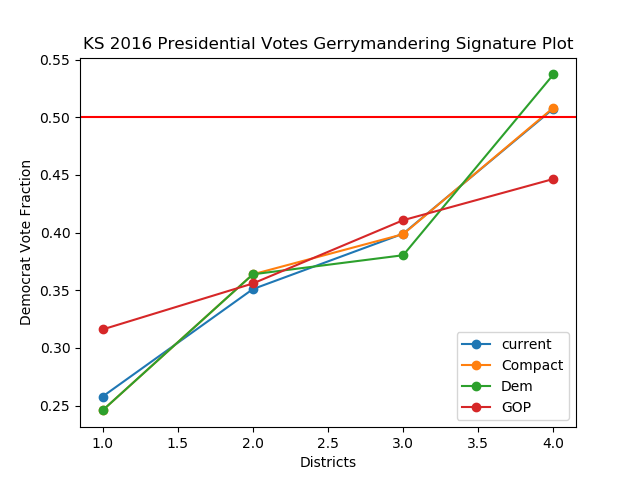 KS 2016 Presidential Votes Gerrymandering Signature Plot
0.55
0.50
0.45
0.40
0.35
0.30
0.25
Democrat Vote Fraction
current
Compact
Dem
GOP
1.0 1.5 2.0 2.5 3.0 3.5 4.0
Districts